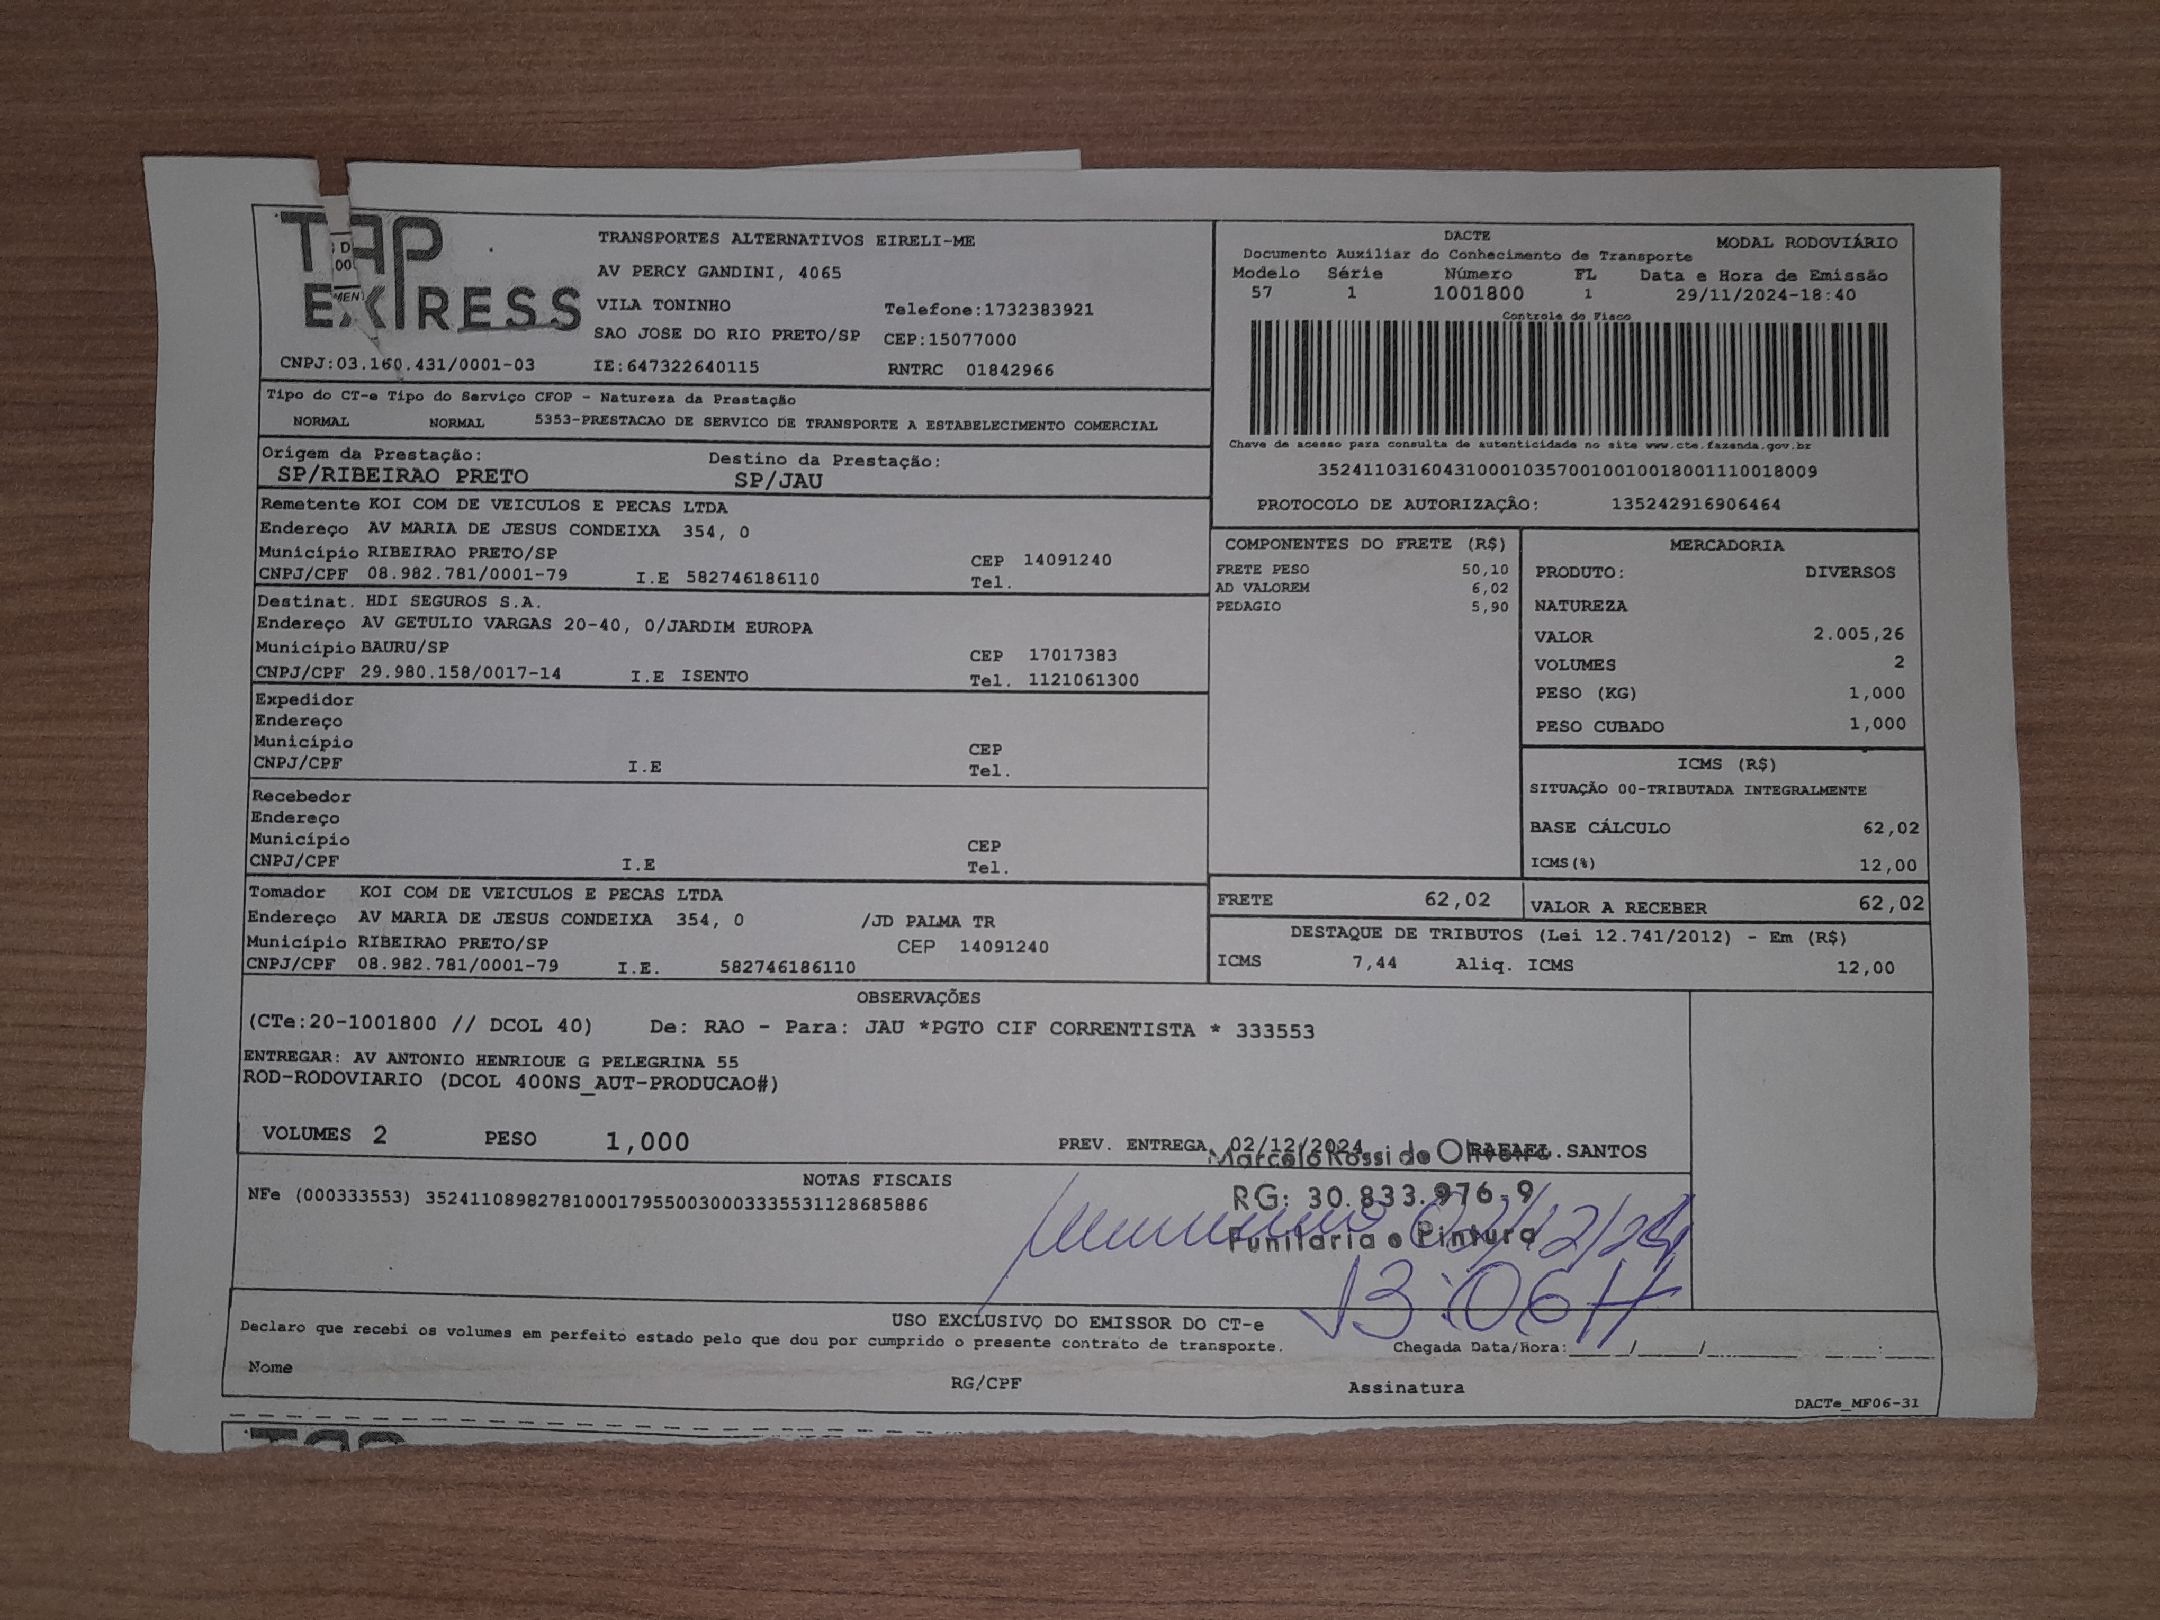 TAP
EXPRESS
TRANSPORTES ALTERNATIVOS EIRELI-ME
AV PERCY GANDINI, 4065
VILA TONINHO Telefone:1732383921
SAO JOSE DO RIO PRETO/SP CEP:15077000
CNPJ:03.160.431/0001-03 IE:647322640115 RNTRC 01842966
DACTE MODAL RODOVIÁRIO
Documento Auxiliar do Conhecimento de Transporte
Modelo Série Número FL Data e Hora de Emissão
57 1 1001800 1 29/11/2024-18:40
Controle do Fisco
Chave de acesso para consulta de autenticidade no site www.cte.fazenda.gov.br
35241103160431000103570010010018001110018009
PROTOCOLO DE AUTORIZAÇÂO: 135242916906464
Tipo do CT-e Tipo do Serviço CFOP - Natureza da Prestação
NORMAL NORMAL 5353-PRESTACAO DE SERVICO DE TRANSPORTE A ESTABELECIMENTO COMERCIAL
Origem da Prestação: Destino da Prestação:
SP/RIBEIRAO PRETO SP/JAU
Remetente KOI COM DE VEICULOS E PECAS LTDA
Endereço AV MARIA DE JESUS CONDEIXA 354, 0
Município RIBEIRAO PRETO/SP CEP 14091240
CNPJ/CPF 08.982.781/0001-79 I.E 582746186110 Tel.
Destinat. HDI SEGUROS S.A.
Endereço AV GETULIO VARGAS 20-40, 0/JARDIM EUROPA
Município BAURU/SP CEP 17017383
CNPJ/CPF 29.980.158/0017-14 I.E ISENTO Tel. 1121061300
Expedidor
Endereço
Município CEP
CNPJ/CPF I.E Tel.
Recebedor
Endereço
Município CEP
CNPJ/CPF I.E Tel.
Tomador KOI COM DE VEICULOS E PECAS LTDA
Endereço AV MARIA DE JESUS CONDEIXA 354, 0 /JD PALMA TR
Município RIBEIRAO PRETO/SP CEP 14091240
CNPJ/CPF 08.982.781/0001-79 I.E. 582746186110
COMPONENTES DO FRETE (R$)
FRETE PESO 50,10
AD VALOREM 6,02
PEDAGIO 5,90
MERCADORIA
PRODUTO: DIVERSOS
NATUREZA
VALOR 2.005,26
VOLUMES 2
PESO (KG) 1,000
PESO CUBADO 1,000
ICMS (R$)
SITUAÇÃO 00-TRIBUTADA INTEGRALMENTE
BASE CÁLCULO 62,02
ICMS(%) 12,00
FRETE 62,02 VALOR A RECEBER 62,02
DESTAQUE DE TRIBUTOS (Lei 12.741/2012) - Em (R$)
ICMS 7,44 Aliq. ICMS 12,00
OBSERVAÇÕES
(CTe:20-1001800 // DCOL 40) De: RAO - Para: JAU *PGTO CIF CORRENTISTA * 333553
ENTREGAR: AV ANTONIO HENRIQUE G PELEGRINA 55
ROD-RODOVIARIO (DCOL 400NS_AUT-PRODUCAO#)
VOLUMES 2 PESO 1,000 PREV. ENTREGA 02/12/2024 RAFAEL.SANTOS
Marcelo Rossi de Oliveira
RG: 30.833.976-9
Funilaria e Pintura
NOTAS FISCAIS
NFe (000333553) 35241108982781000179550030003335531128685886
02/12/24
13:06H
USO EXCLUSIVO DO EMISSOR DO CT-e
Declaro que recebi os volumes em perfeito estado pelo que dou por cumprido o presente contrato de transporte.
Chegada Data/Hora:____/____/________ ____:____
Nome RG/CPF Assinatura
DACTe_MF06-31
TAP